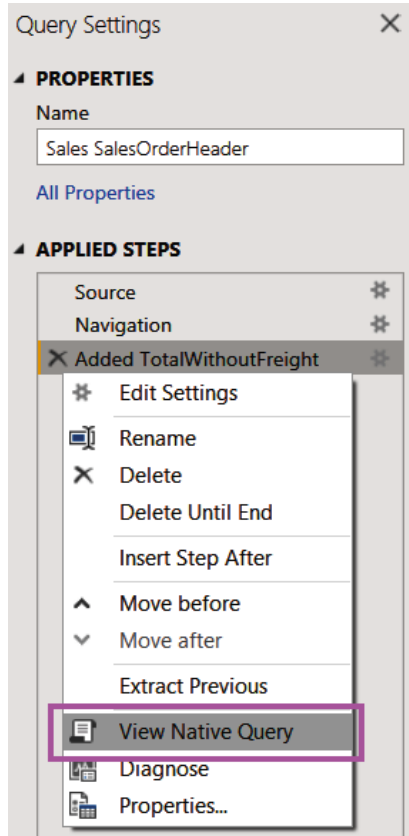 Query Settings
PROPERTIES
Name
Sales SalesOrderHeader
All Properties
APPLIED STEPS
Source
Navigation
Added TotalWithoutFreight
Edit Settings
Rename
Delete
Delete Until End
Insert Step After
Move before
Move after
Extract Previous
View Native Query
Diagnose
Properties...